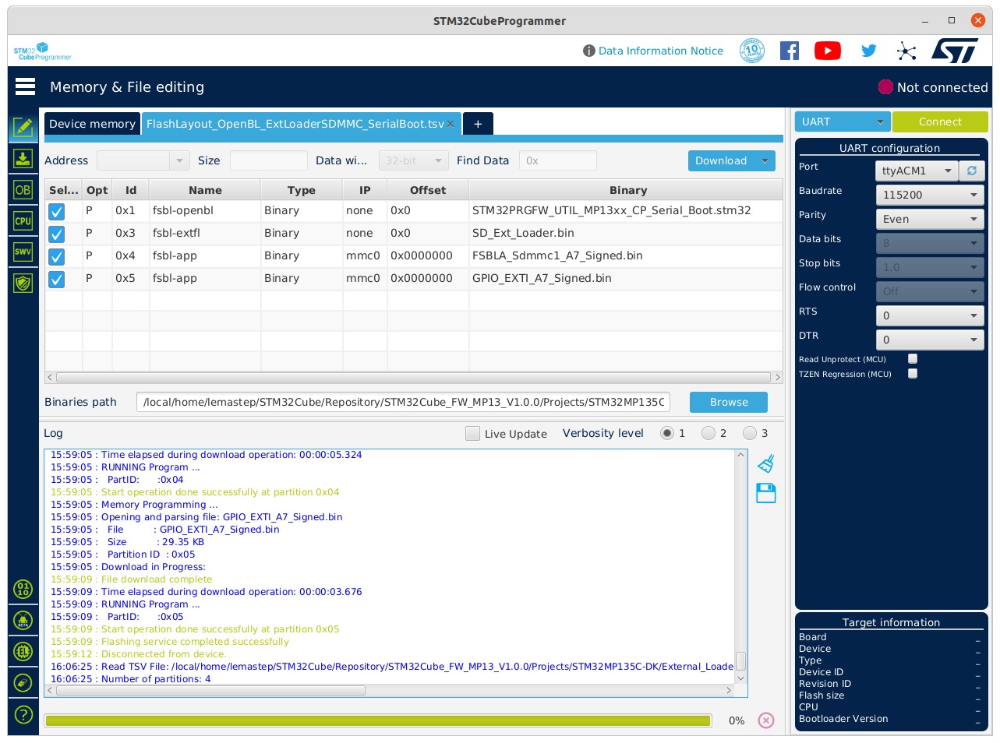 STM32CubeProgrammer
STM32
CubeProgrammer
Data Information Notice
10
Memory & File editing
Not connected
Device memory
FlashLayout_OpenBL_ExtLoaderSDMMC_SerialBoot.tsv
+
UART
Connect
Address
Size
Data wi...
32-bit
Find Data
0x
Download
Sel... Opt Id Name Type IP Offset Binary
P 0x1 fsbl-openbl Binary none 0x0 STM32PRGFW_UTIL_MP13xx_CP_Serial_Boot.stm32
P 0x3 fsbl-extfl Binary none 0x0 SD_Ext_Loader.bin
P 0x4 fsbl-app Binary mmc0 0x0000000 FSBLA_Sdmmc1_A7_Signed.bin
P 0x5 fsbl-app Binary mmc0 0x0000000 GPIO_EXTI_A7_Signed.bin
OB
CPU
SWV
Binaries path
/local/home/lemastep/STM32Cube/Repository/STM32Cube_FW_MP13_V1.0.0/Projects/STM32MP135C
Browse
Log
Live Update
Verbosity level
1
2
3
15:59:05 : Time elapsed during download operation: 00:00:05.324
15:59:05 : RUNNING Program ...
15:59:05 : PartID: :0x04
15:59:05 : Start operation done successfully at partition 0x04
15:59:05 : Memory Programming ...
15:59:05 : Opening and parsing file: GPIO_EXTI_A7_Signed.bin
15:59:05 : File : GPIO_EXTI_A7_Signed.bin
15:59:05 : Size : 29.35 KB
15:59:05 : Partition ID : 0x05
15:59:05 : Download in Progress:
15:59:09 : File download complete
15:59:09 : Time elapsed during download operation: 00:00:03.676
15:59:09 : RUNNING Program ...
15:59:09 : PartID: :0x05
15:59:09 : Start operation done successfully at partition 0x05
15:59:09 : Flashing service completed successfully
15:59:12 : Disconnected from device.
16:06:25 : Read TSV File: /local/home/lemastep/STM32Cube/Repository/STM32Cube_FW_MP13_V1.0.0/Projects/STM32MP135C-DK/External_Loade
16:06:25 : Number of partitions: 4
0%
01
10
BETA
?
UART configuration
Port ttyACM1
Baudrate 115200
Parity Even
Data bits 8
Stop bits 1.0
Flow control Off
RTS 0
DTR 0
Read Unprotect (MCU)
TZEN Regression (MCU)
Target information
Board _
Device _
Type _
Device ID _
Revision ID _
Flash size _
CPU _
Bootloader Version _